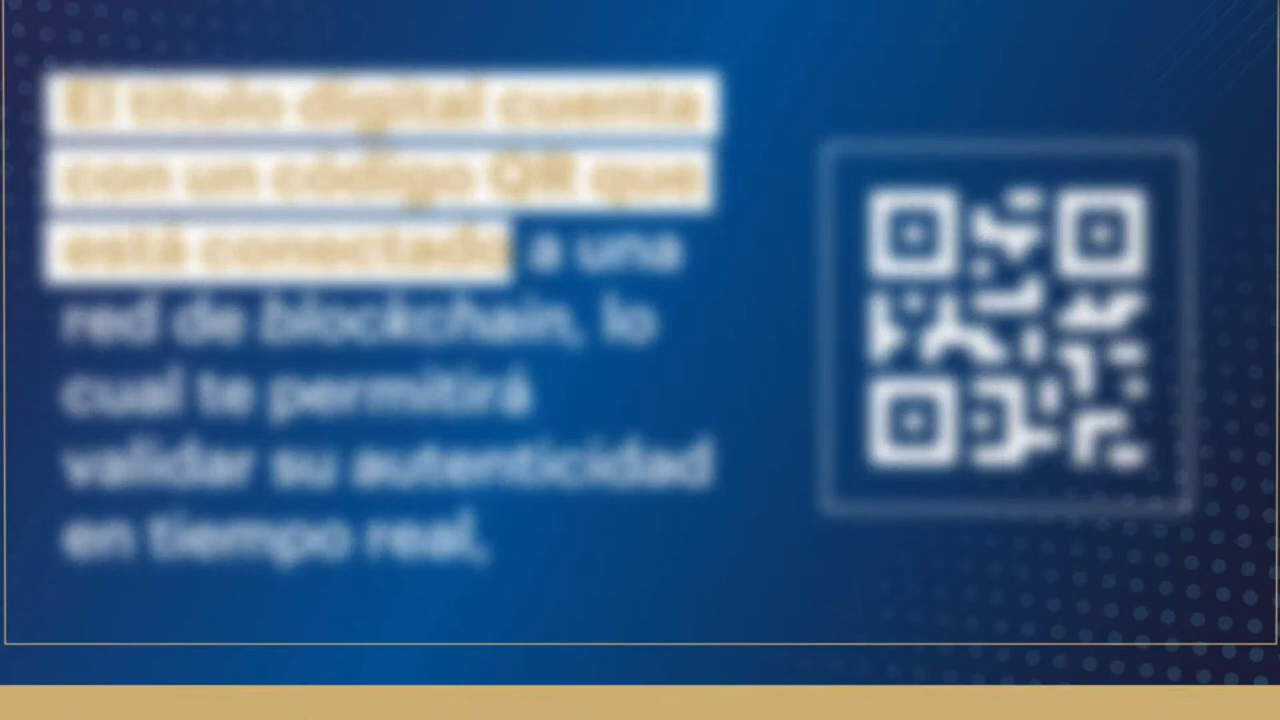 El título digital cuenta
con un código QR que
está conectado a una
red de blockchain, lo
cual te permitirá
validar su autenticidad
en tiempo real,